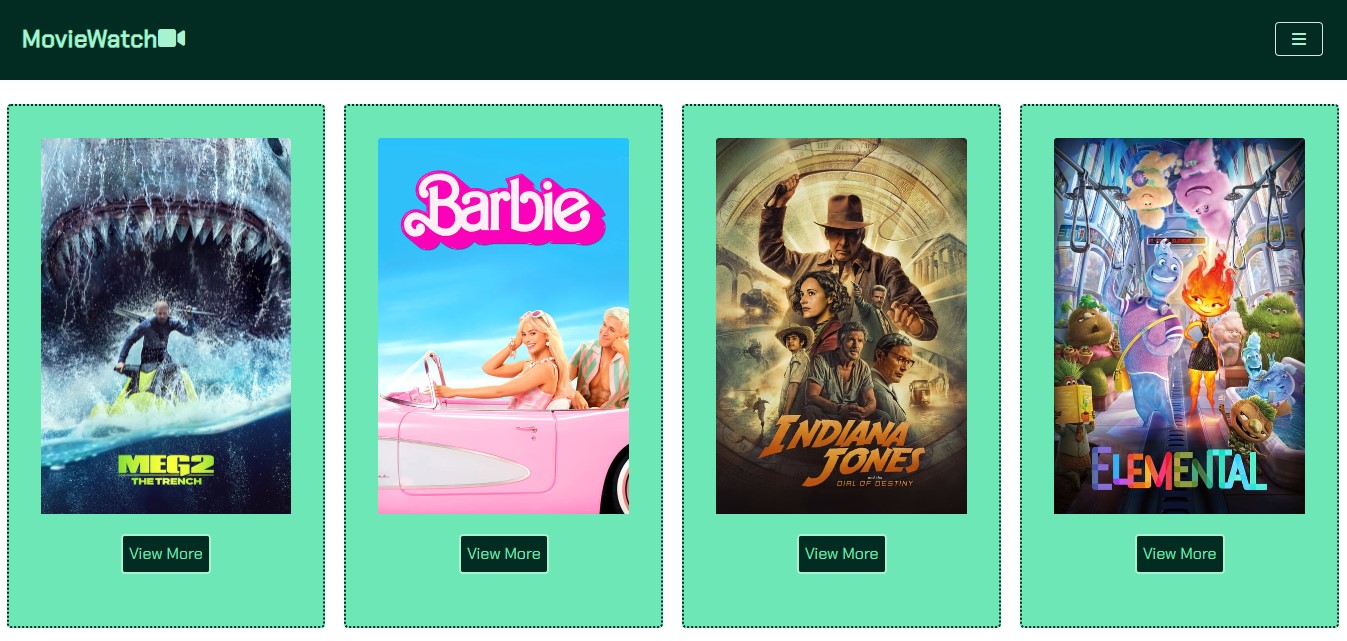 MovieWatch
MEG2
THE TRENCH
Barbie
INDIANA
JONES
and the
DIAL OF DESTINY
ELEMENTAL
View More
View More
View More
View More